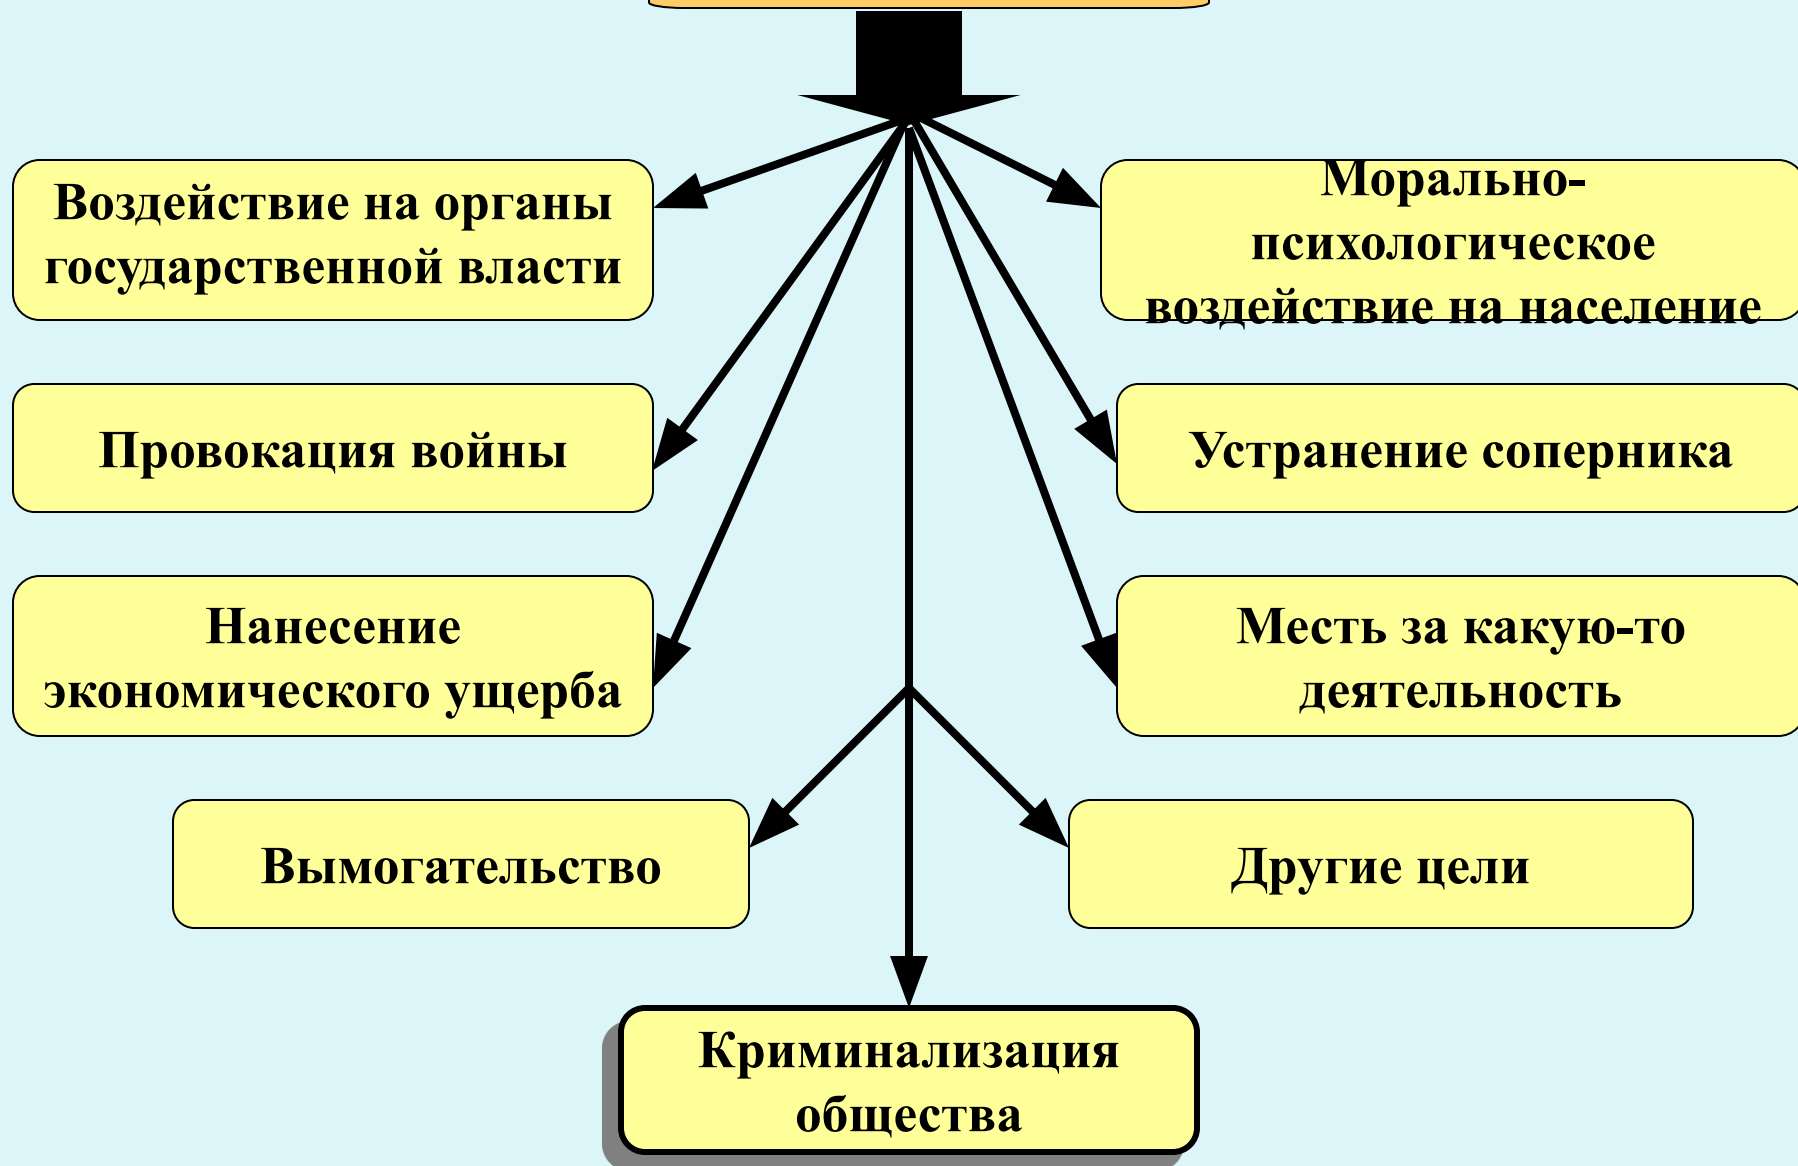 Воздействие на органы
государственной власти
Морально-
психологическое
воздействие на население
Провокация войны
Устранение соперника
Нанесение
экономического ущерба
Месть за какую-то
деятельность
Вымогательство
Другие цели
Криминализация
общества